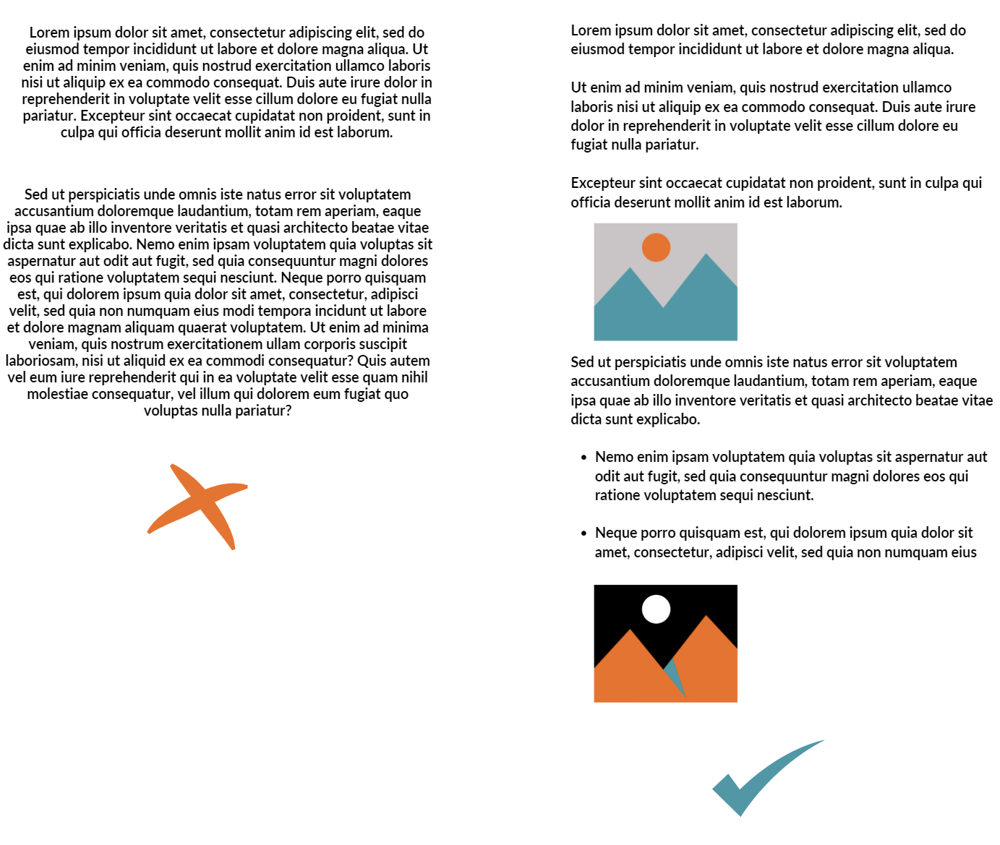 Lorem ipsum dolor sit amet, consectetur adipiscing elit, sed do
eiusmod tempor incididunt ut labore et dolore magna aliqua. Ut
enim ad minim veniam, quis nostrud exercitation ullamco laboris
nisi ut aliquip ex ea commodo consequat. Duis aute irure dolor in
reprehenderit in voluptate velit esse cillum dolore eu fugiat nulla
pariatur. Excepteur sint occaecat cupidatat non proident, sunt in
culpa qui officia deserunt mollit anim id est laborum.
Sed ut perspiciatis unde omnis iste natus error sit voluptatem
accusantium doloremque laudantium, totam rem aperiam, eaque
ipsa quae ab illo inventore veritatis et quasi architecto beatae vitae
dicta sunt explicabo. Nemo enim ipsam voluptatem quia voluptas sit
aspernatur aut odit aut fugit, sed quia consequuntur magni dolores
eos qui ratione voluptatem sequi nesciunt. Neque porro quisquam
est, qui dolorem ipsum quia dolor sit amet, consectetur, adipisci
velit, sed quia non numquam eius modi tempora incidunt ut labore
et dolore magnam aliquam quaerat voluptatem. Ut enim ad minima
veniam, quis nostrum exercitationem ullam corporis suscipit
laboriosam, nisi ut aliquid ex ea commodi consequatur? Quis autem
vel eum iure reprehenderit qui in ea voluptate velit esse quam nihil
molestiae consequatur, vel illum qui dolorem eum fugiat quo
voluptas nulla pariatur?
Lorem ipsum dolor sit amet, consectetur adipiscing elit, sed do
eiusmod tempor incididunt ut labore et dolore magna aliqua.
Ut enim ad minim veniam, quis nostrud exercitation ullamco
laboris nisi ut aliquip ex ea commodo consequat. Duis aute irure
dolor in reprehenderit in voluptate velit esse cillum dolore eu
fugiat nulla pariatur.
Excepteur sint occaecat cupidatat non proident, sunt in culpa qui
officia deserunt mollit anim id est laborum.
Sed ut perspiciatis unde omnis iste natus error sit voluptatem
accusantium doloremque laudantium, totam rem aperiam, eaque
ipsa quae ab illo inventore veritatis et quasi architecto beatae vitae
dicta sunt explicabo.
• Nemo enim ipsam voluptatem quia voluptas sit aspernatur aut
odit aut fugit, sed quia consequuntur magni dolores eos qui
ratione voluptatem sequi nesciunt.
• Neque porro quisquam est, qui dolorem ipsum quia dolor sit
amet, consectetur, adipisci velit, sed quia non numquam eius